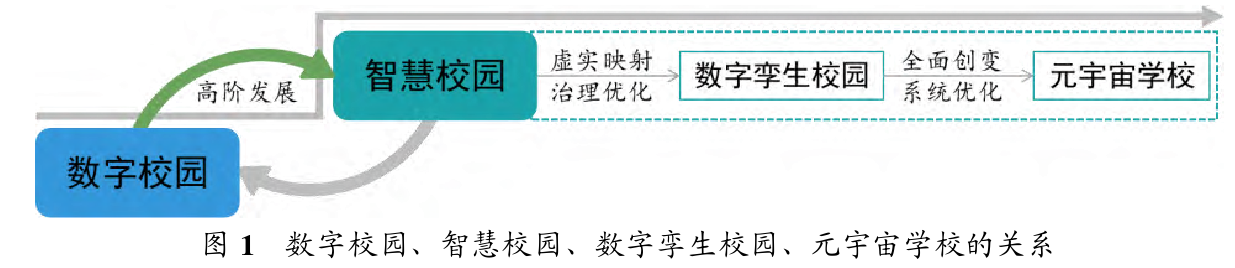 智慧校园
虚实映射
治理优化
数字孪生校园
全面创变
系统优化
元宇宙学校
高阶发展
数字校园
图 1 数字校园、智慧校园、数字孪生校园、元宇宙学校的关系